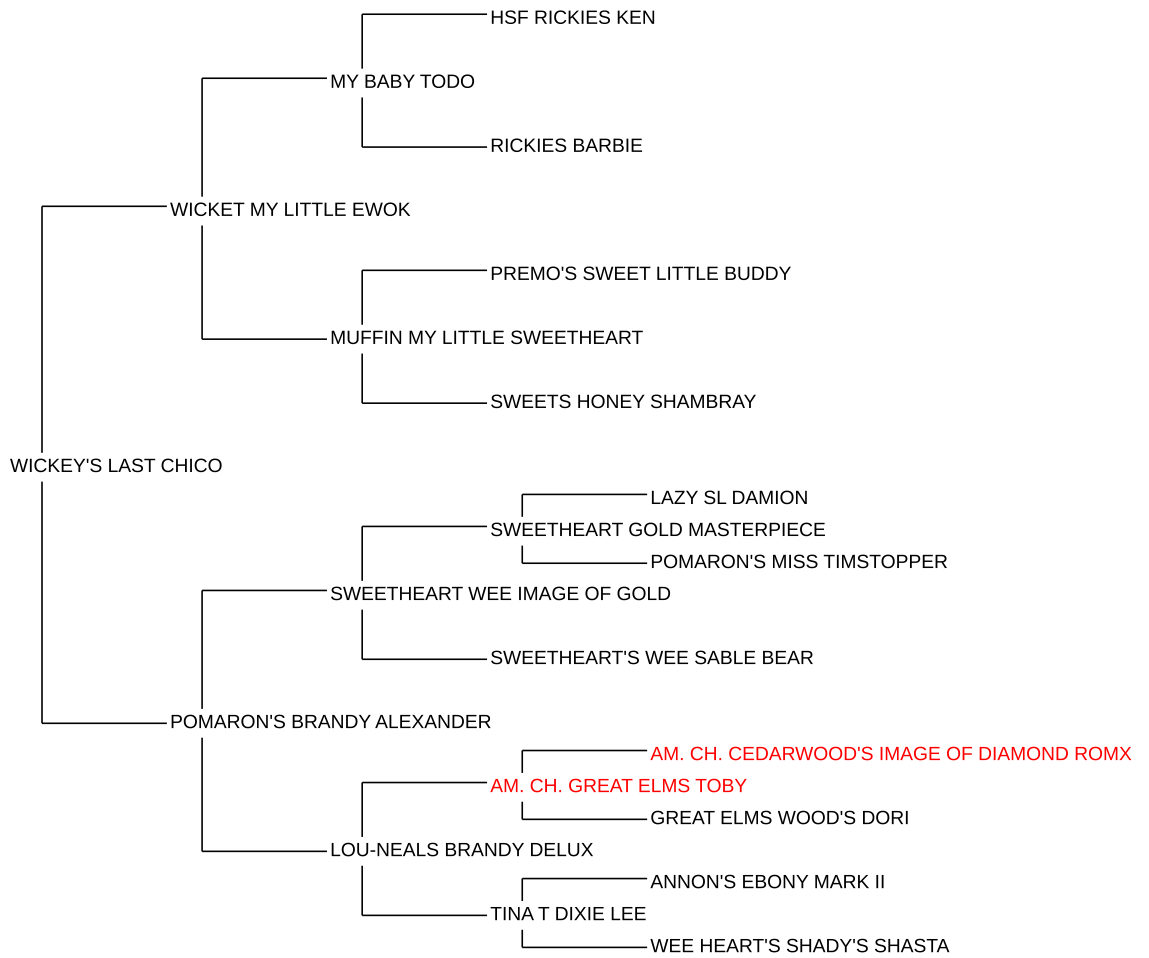 HSF RICKIES KEN
MY BABY TODO
RICKIES BARBIE
WICKET MY LITTLE EWOK
PREMO'S SWEET LITTLE BUDDY
MUFFIN MY LITTLE SWEETHEART
SWEETS HONEY SHAMBRAY
WICKEY'S LAST CHICO
LAZY SL DAMION
SWEETHEART GOLD MASTERPIECE
POMARON'S MISS TIMSTOPPER
SWEETHEART WEE IMAGE OF GOLD
SWEETHEART'S WEE SABLE BEAR
POMARON'S BRANDY ALEXANDER
AM. CH. CEDARWOOD'S IMAGE OF DIAMOND ROMX
AM. CH. GREAT ELMS TOBY
GREAT ELMS WOOD'S DORI
LOU-NEALS BRANDY DELUX
ANNON'S EBONY MARK II
TINA T DIXIE LEE
WEE HEART'S SHADY'S SHASTA